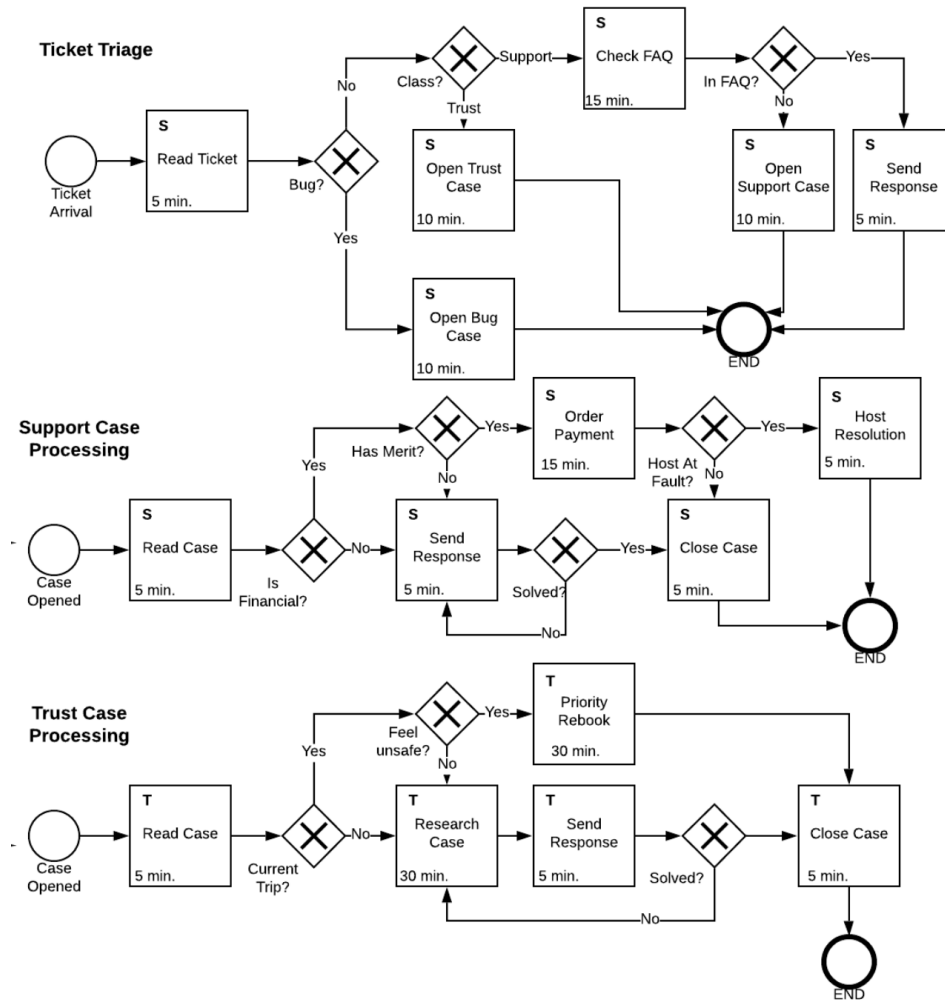 Ticket Triage
S
Read Ticket
5 min.
Ticket
Arrival
Bug?
No
Yes
Class?
Support
Trust
S
Check FAQ
15 min.
In FAQ?
Yes
No
S
Open Trust
Case
10 min.
S
Open
Support Case
10 min.
S
Send
Response
5 min.
S
Open Bug
Case
10 min.
END
Support Case
Processing
Case
Opened
S
Read Case
5 min.
Is
Financial?
Yes
No
Has Merit?
Yes
No
S
Order
Payment
15 min.
Host At
Fault?
Yes
No
S
Host
Resolution
5 min.
S
Send
Response
5 min.
Solved?
Yes
No
S
Close Case
5 min.
END
Trust Case
Processing
Case
Opened
T
Read Case
5 min.
Current
Trip?
Yes
No
Feel
unsafe?
Yes
No
T
Priority
Rebook
30 min.
T
Research
Case
30 min.
T
Send
Response
5 min.
Solved?
No
T
Close Case
5 min.
END